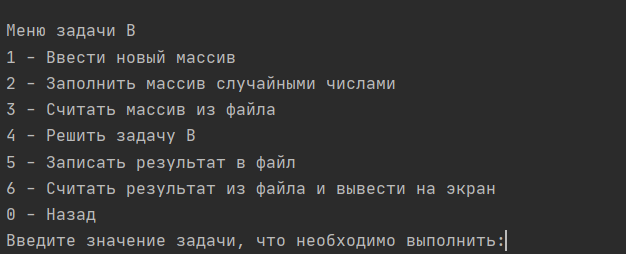 Меню задачи В
1 - Ввести новый массив
2 - Заполнить массив случайными числами
3 - Считать массив из файла
4 - Решить задачу В
5 - Записать результат в файл
6 - Считать результат из файла и вывести на экран
0 - Назад
Введите значение задачи, что необходимо выполнить: